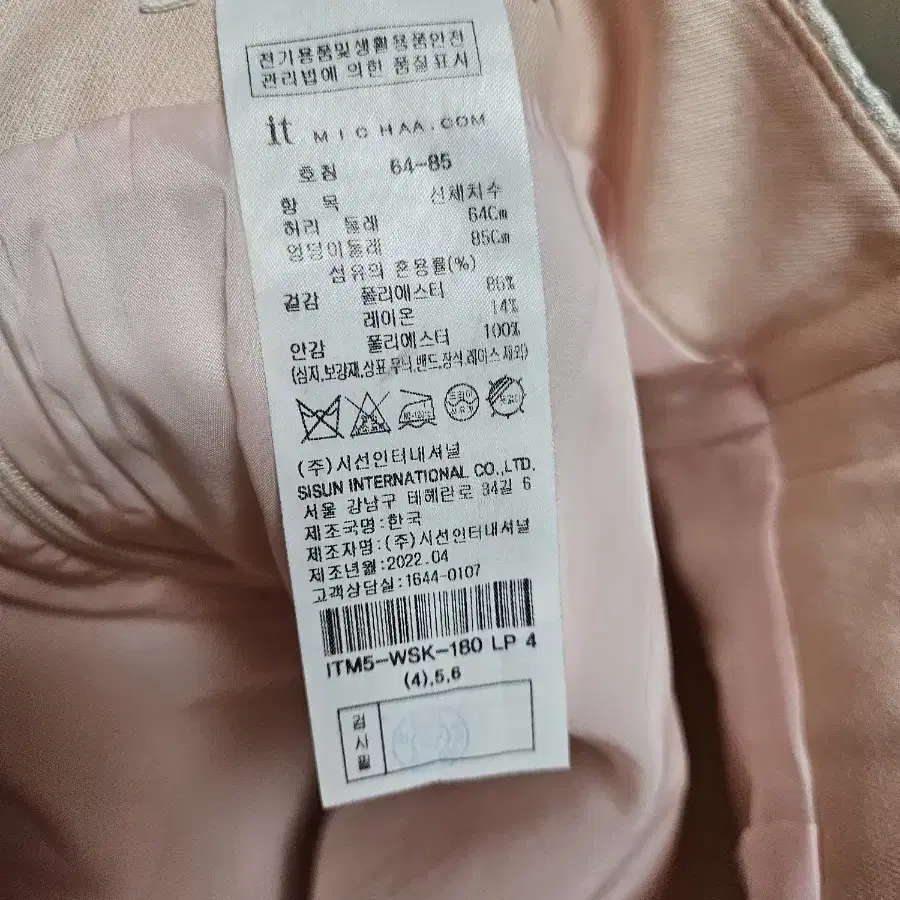 전기용품및생활용품안전
관리법에 의한 품질표시
it MICHAA.COM
호칭 64-85
항 목 신체치수
허리 둘레 64Cm
엉덩이둘레 85Cm
섬유의 혼용률(%)
겉감 폴리에스터 86%
레이온 14%
안감 폴리에스터 100%
(심지,보강재,상표,무늬,밴드,장식,레이스 제외)
(주)시선인터내셔널
SISUN INTERNATIONAL CO.,LTD.
서울 강남구 테헤란로 34길 6
제조국명:한국
제조자명:(주)시선인터내셔널
제조년월:2022.04
고객상담실:1644-0107
ITM5-WSK-180 LP 4
(4),5,6
검사필